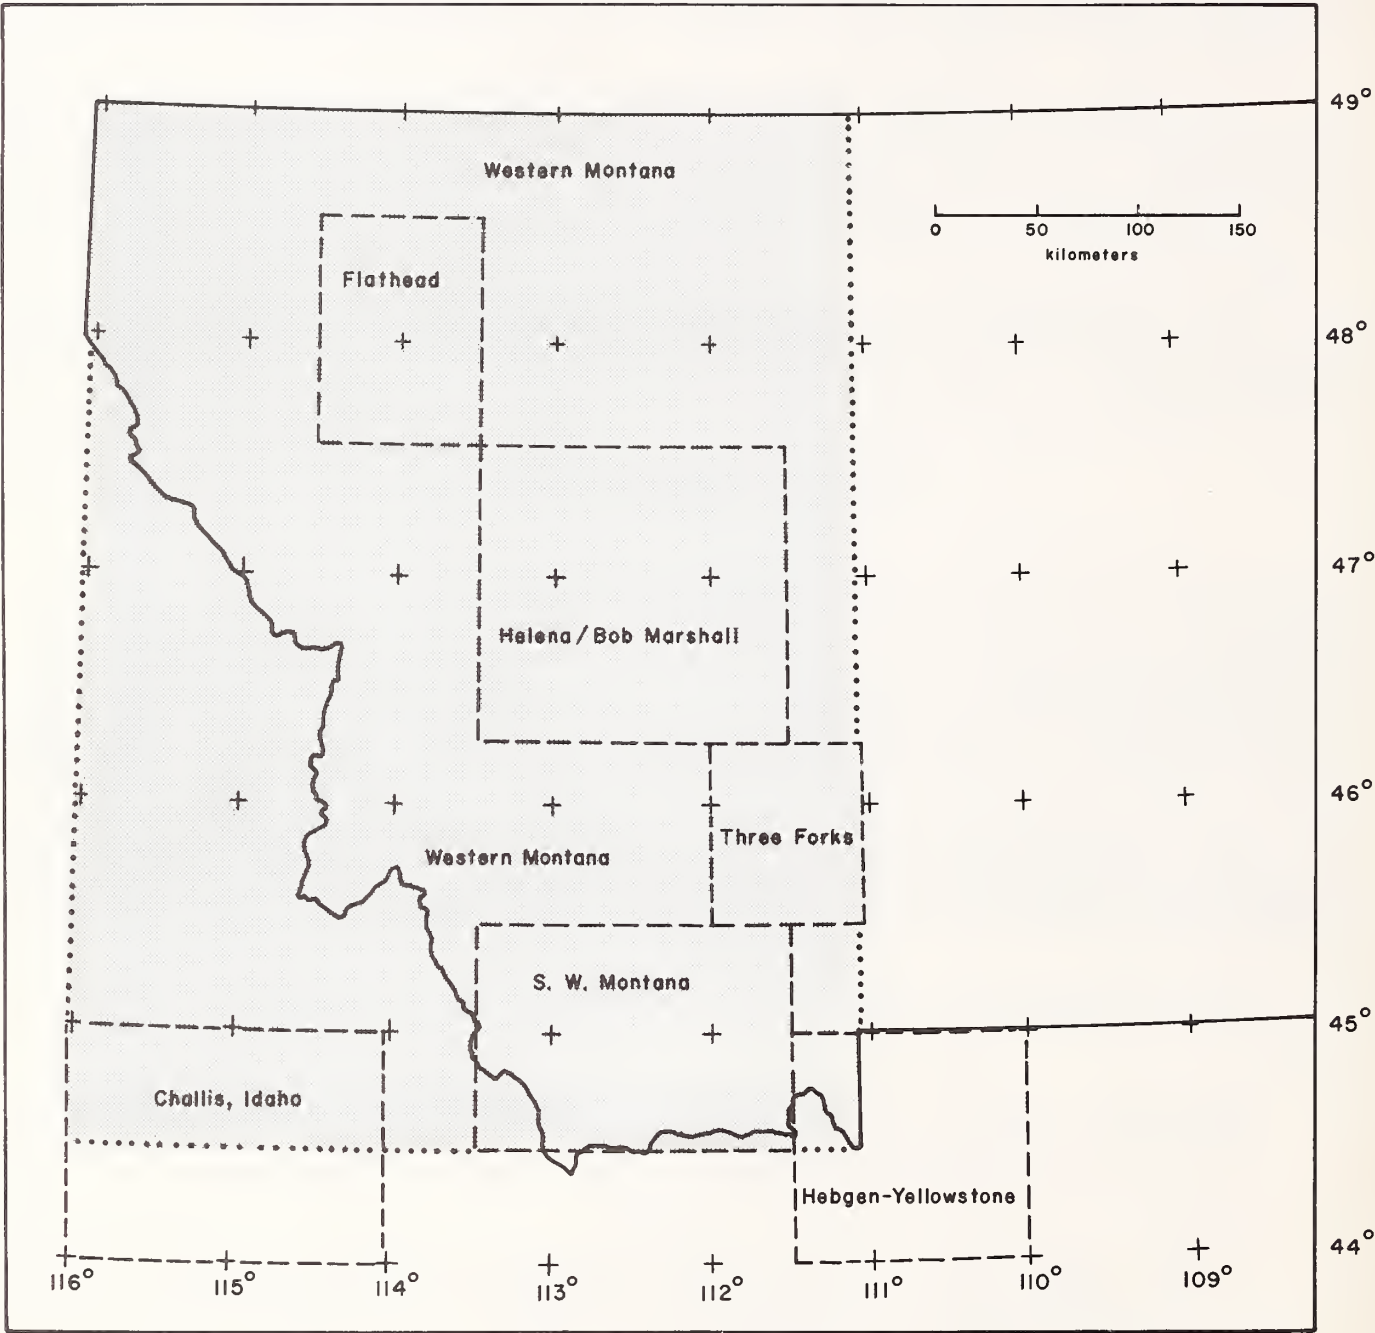 49°
Western Montana
0 50 100 150
kilometers
Flathead
48°
47°
Helena/Bob Marshall
46°
Three Forks
Western Montana
S. W. Montana
45°
Challis, Idaho
Hebgen-Yellowstone
44°
116° 115° 114° 113° 112° 111° 110° 109°